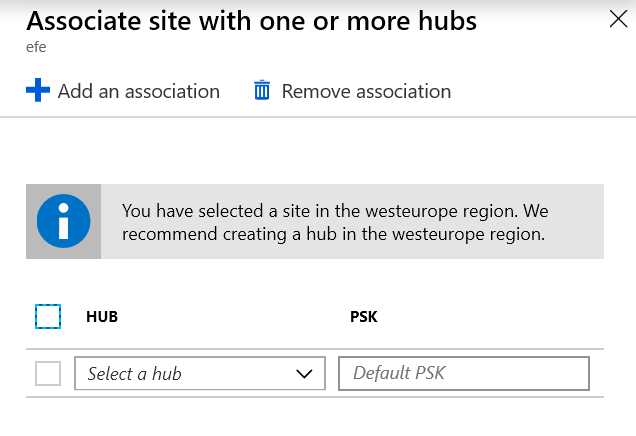 Associate site with one or more hubs
efe
Add an association Remove association
You have selected a site in the westeurope region. We
recommend creating a hub in the westeurope region.
HUB PSK
Select a hub Default PSK